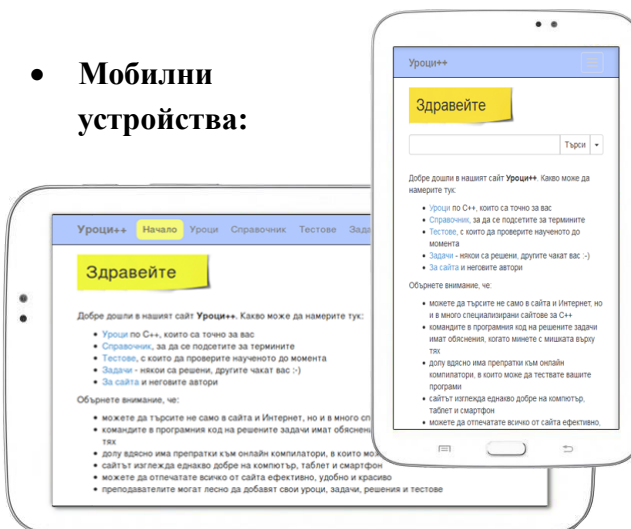 • Мобилни
устройства:
Уроци++
Здравейте
Търси
Добре дошли в нашият сайт Уроци++. Какво може да
намерите тук:
• Уроци по C++, които са точно за вас
• Справочник, за да се подсетите за термините
• Тестове, с които да проверите наученото до
момента
• Задачи - някои са решени, другите чакат вас :-)
• За сайта и неговите автори
Обърнете внимание, че:
• можете да търсите не само в сайта и Интернет, но
и в много специализирани сайтове за C++
• командите в програмния код на решените задачи
имат обяснения, когато минете с мишката върху
тях
• долу вдясно има препратки към онлайн
компилатори, в които може да тествате вашите
програми
• сайтът изглежда еднакво добре на компютър,
таблет и смартфон
• можете да отпечатате всичко от сайта ефективно,
Уроци++ Начало Уроци Справочник Тестове
Здравейте
Добре дошли в нашият сайт Уроци++. Какво може да намерите тук:
• Уроци по C++, които са точно за вас
• Справочник, за да се подсетите за термините
• Тестове, с които да проверите наученото до момента
• Задачи - някои са решени, другите чакат вас :-)
• За сайта и неговите автори
Обърнете внимание, че:
• можете да търсите не само в сайта и Интернет, но и в много
• командите в програмния код на решените задачи имат
тях
• долу вдясно има препратки към онлайн компилатори, в които
• сайтът изглежда еднакво добре на компютър, таблет и смартфон
• можете да отпечатате всичко от сайта ефективно, удобно и красиво
• преподавателите могат лесно да добавят свои уроци, задачи, решения и тестове